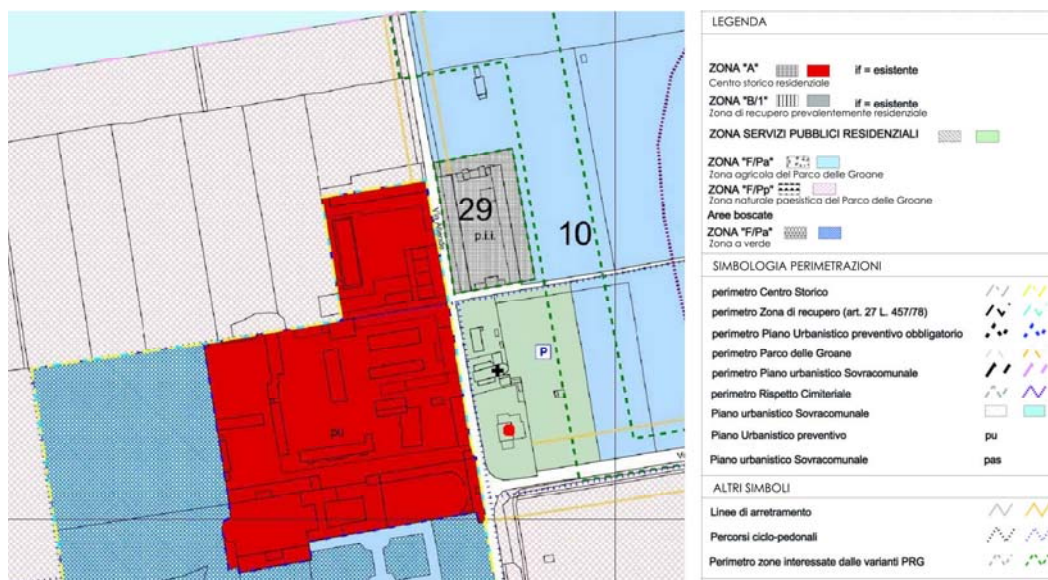 29
p.i.i.
10
P
pu
LEGENDA
ZONA "A" if = esistente
Centro storico residenziale
ZONA "B/1" if = esistente
Zona di recupero prevalentemente residenziale
ZONA SERVIZI PUBBLICI RESIDENZIALI
ZONA "F/Pa"
Zona agricola del Parco delle Groane
ZONA "F/Pp"
Zona naturale paesistica del Parco delle Groane
Aree boscate
ZONA "F/Pa"
Zona a verde
SIMBOLOGIA PERIMETRAZIONI
perimetro Centro Storico
perimetro Zona di recupero (art. 27 L. 457/78)
perimetro Piano Urbanistico preventivo obbligatorio
perimetro Parco delle Groane
perimetro Piano urbanistico Sovracomunale
perimetro Rispetto Cimiteriale
Piano urbanistico Sovracomunale
Piano Urbanistico preventivo pu
Piano urbanistico Sovracomunale pas
ALTRI SIMBOLI
Linee di arretramento
Percorsi ciclo-pedonali
Perimetro zone interessate dalle varianti PRG